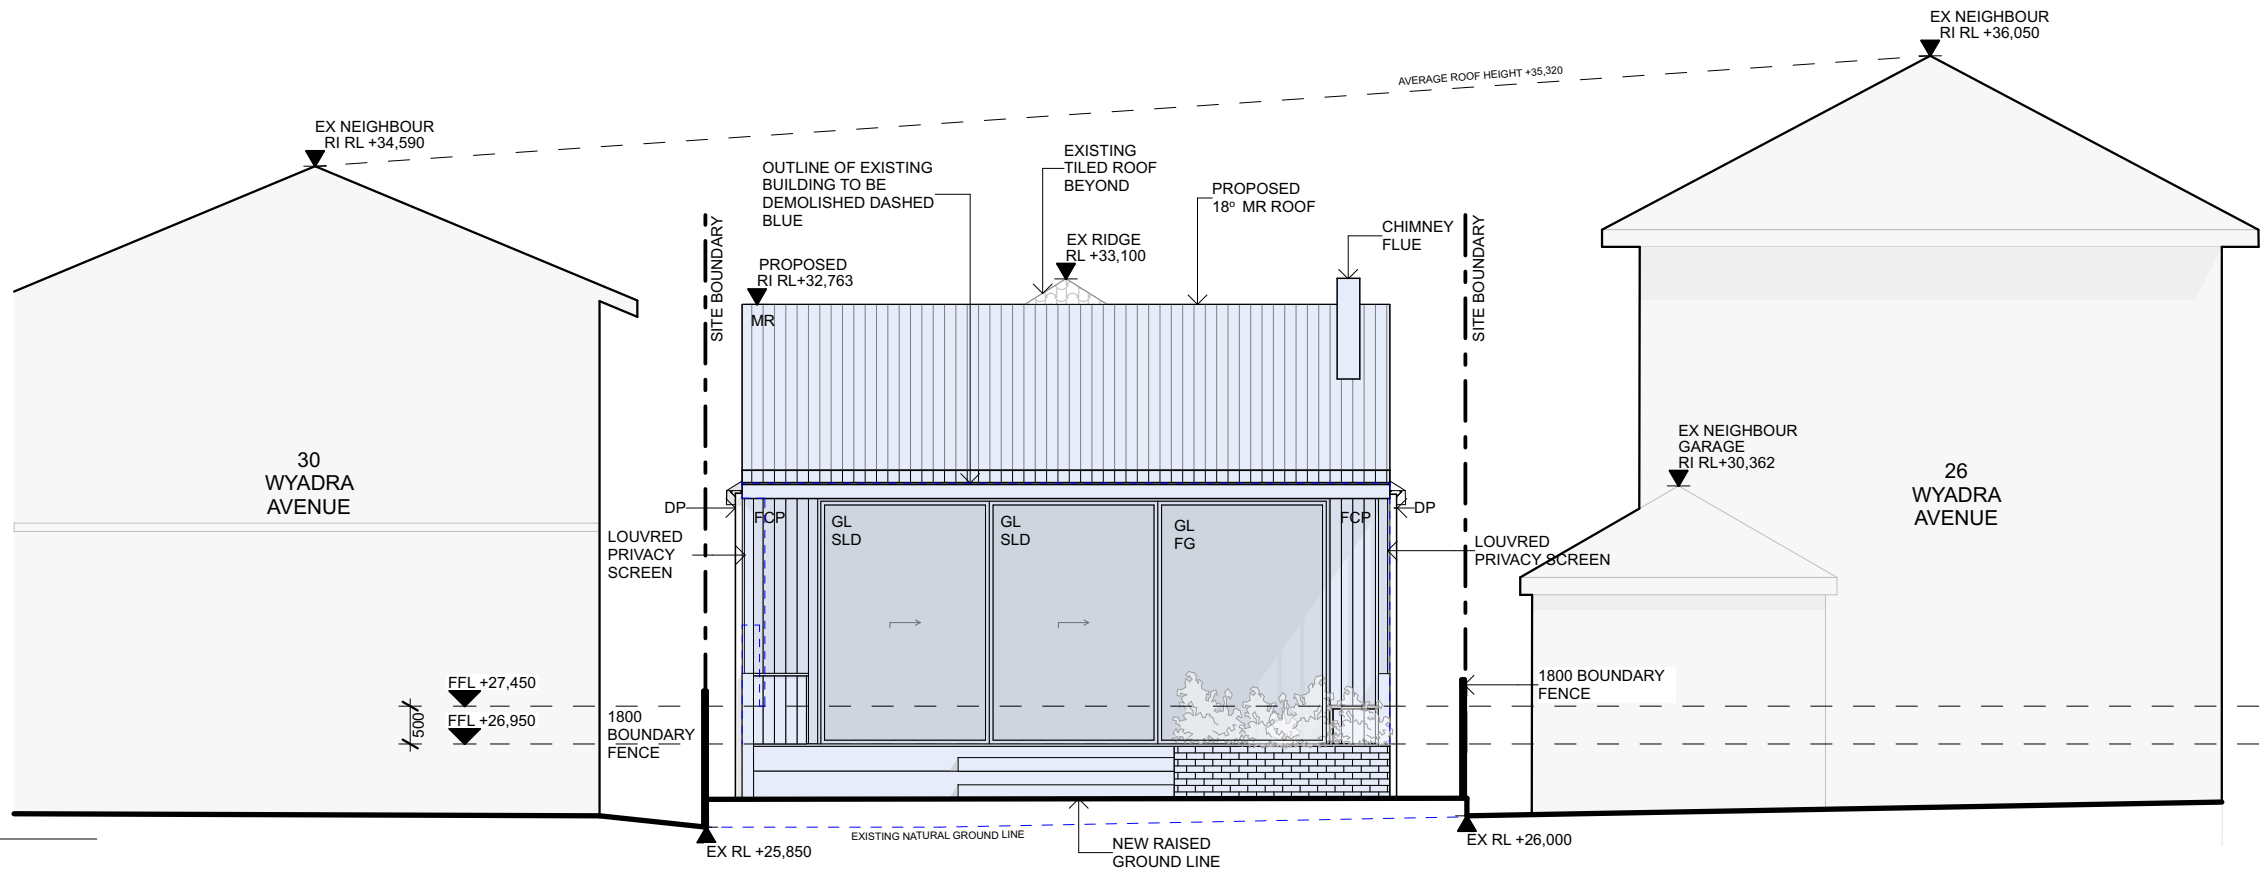 EX NEIGHBOUR
RI RL +36,050
AVERAGE ROOF HEIGHT +35,320
EX NEIGHBOUR
RI RL +34,590
OUTLINE OF EXISTING
BUILDING TO BE
DEMOLISHED DASHED
BLUE
EXISTING
TILED ROOF
BEYOND
PROPOSED
18º MR ROOF
CHIMNEY
FLUE
SITE BOUNDARY
SITE BOUNDARY
EX RIDGE
RL +33,100
PROPOSED
RI RL+32,763
MR
30
WYADRA
AVENUE
EX NEIGHBOUR
GARAGE
RI RL+30,362
26
WYADRA
AVENUE
DP
FCP
GL
SLD
GL
SLD
GL
FG
FCP
DP
LOUVRED
PRIVACY
SCREEN
LOUVRED
PRIVACY SCREEN
FFL +27,450
FFL +26,950
500
1800
BOUNDARY
FENCE
1800 BOUNDARY
FENCE
EXISTING NATURAL GROUND LINE
EX RL +25,850
NEW RAISED
GROUND LINE
EX RL +26,000